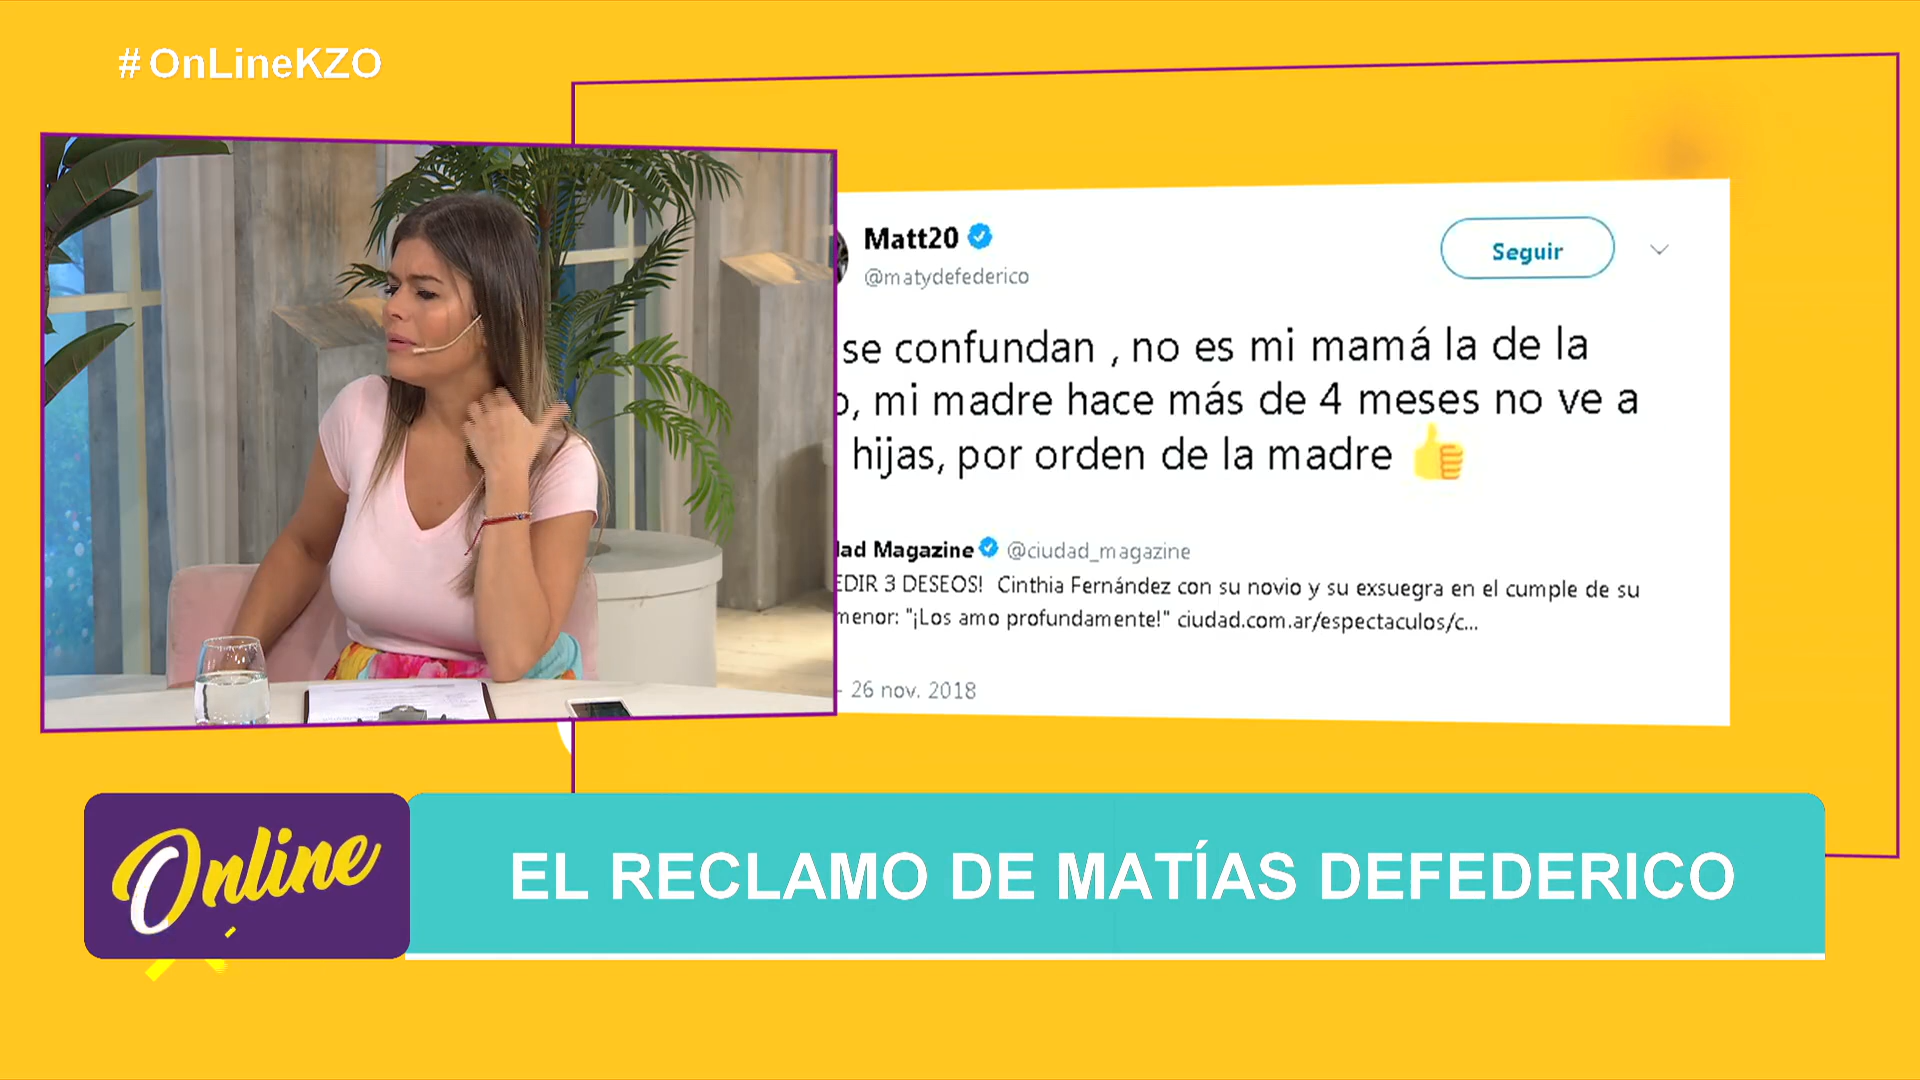 #OnLineKZO
Matt20
@matydefederico
Seguir
se confundan , no es mi mamá la de la
, mi madre hace más de 4 meses no ve a
hijas, por orden de la madre
Magazine @ciudad_magazine
3 DESEOS! Cinthia Fernández con su novio y su exsuegra en el cumple de su
menor: "¡Los amo profundamente!" ciudad.com.ar/espectaculos/c...
- 26 nov. 2018
Online
EL RECLAMO DE MATÍAS DEFEDERICO